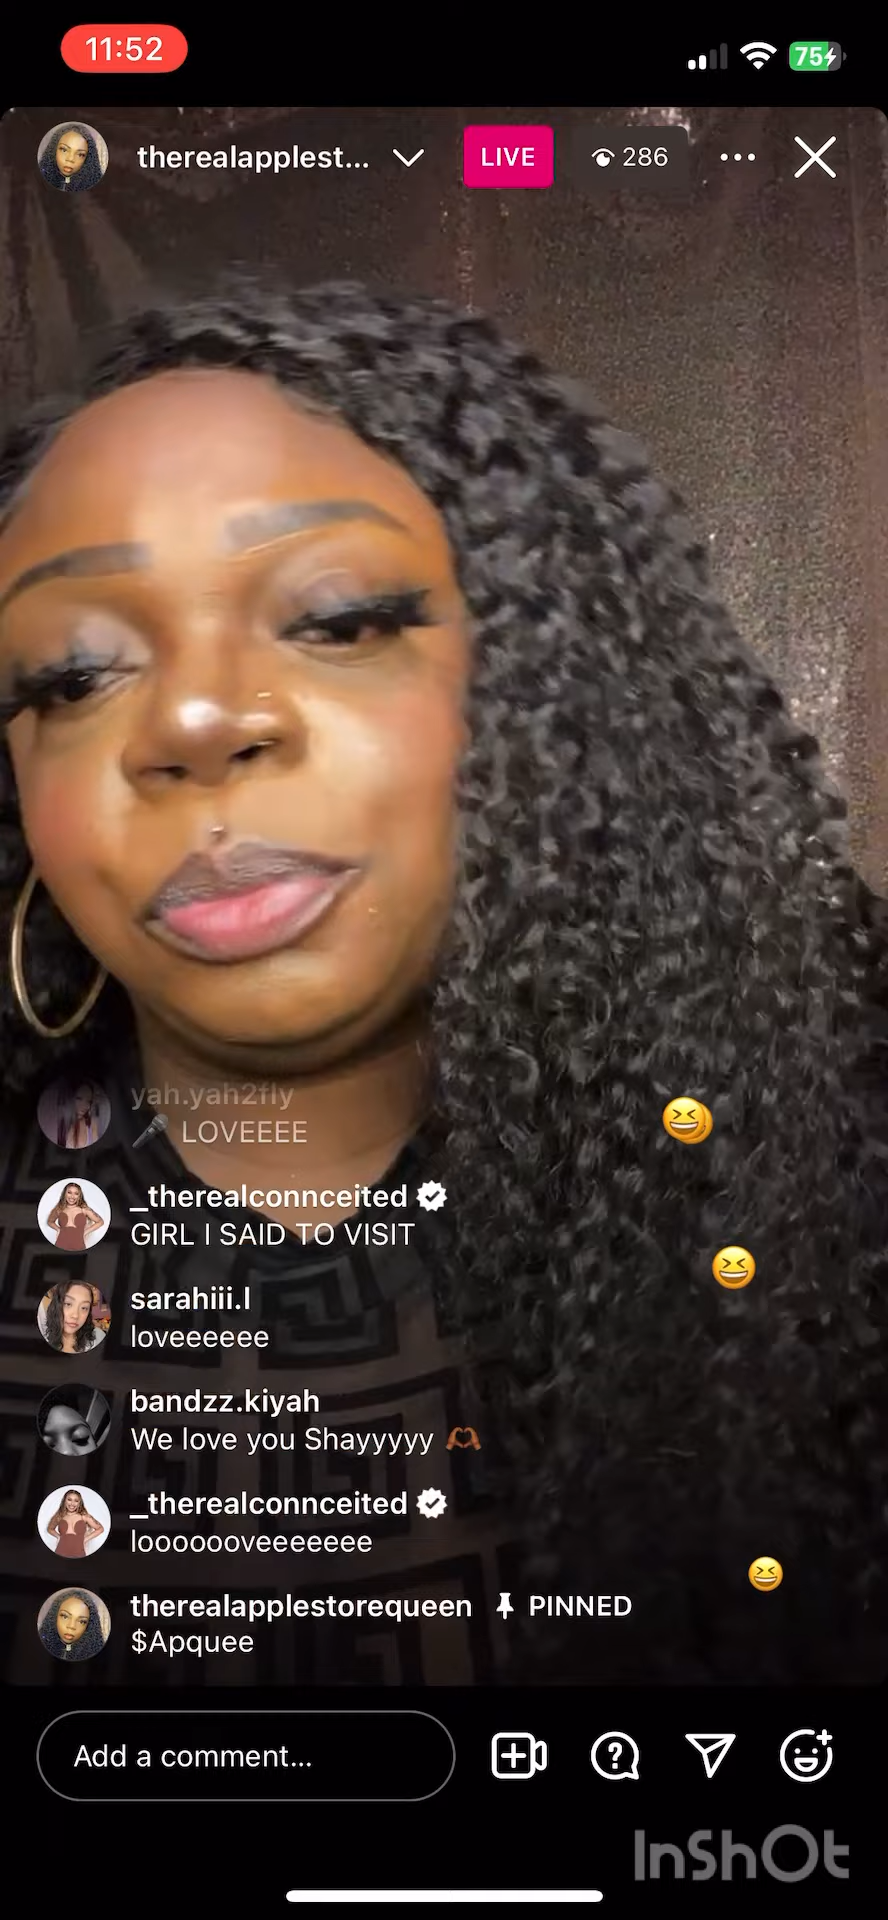 11:52
75
therealapplest...
LIVE
286
yah.yah2fly
🎤 LOVEEEE
_therealconnceited
GIRL I SAID TO VISIT
sarahiii.l
loveeeeee
bandzz.kiyah
We love you Shayyyyy 🫶🏾
_therealconnceited
looooooveeeeeee
therealapplestorequeen PINNED
$Apquee
Add a comment...
InShOt